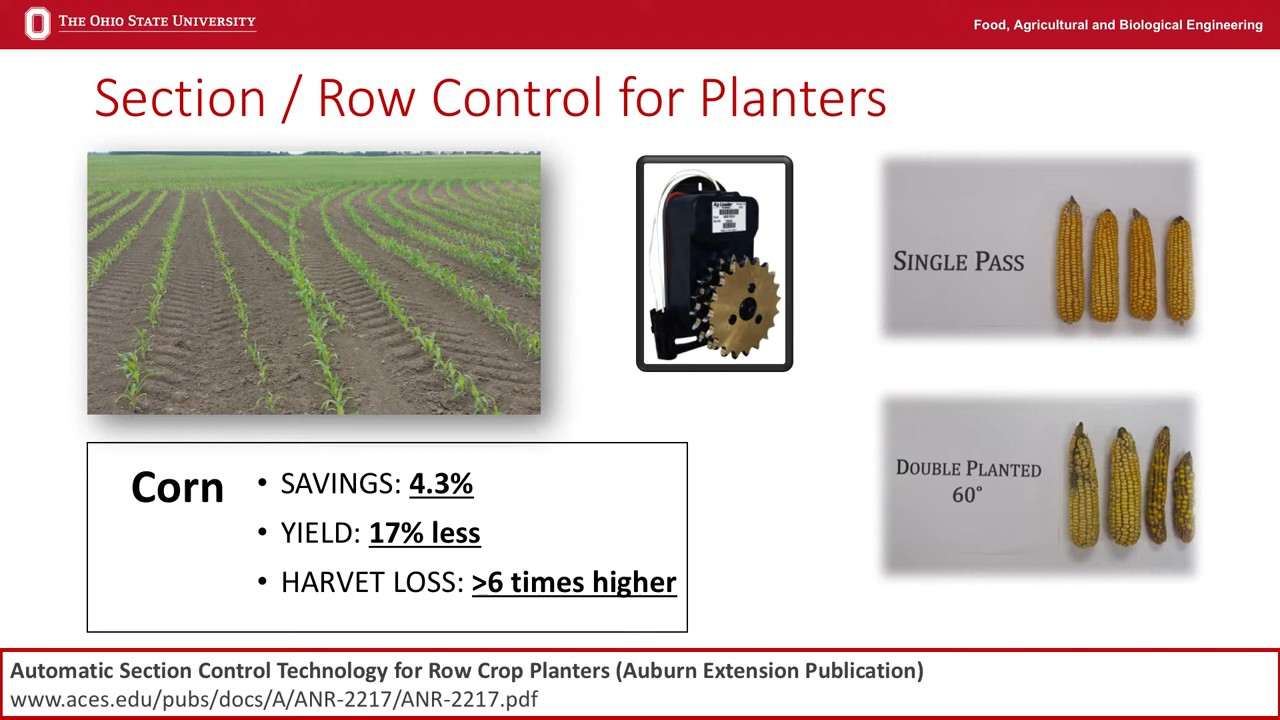 THE OHIO STATE UNIVERSITY
Food, Agricultural and Biological Engineering
Section / Row Control for Planters
Ag Leader
SINGLE PASS
DOUBLE PLANTED
60°
Corn
• SAVINGS: 4.3%
• YIELD: 17% less
• HARVET LOSS: >6 times higher
Automatic Section Control Technology for Row Crop Planters (Auburn Extension Publication)
www.aces.edu/pubs/docs/A/ANR-2217/ANR-2217.pdf